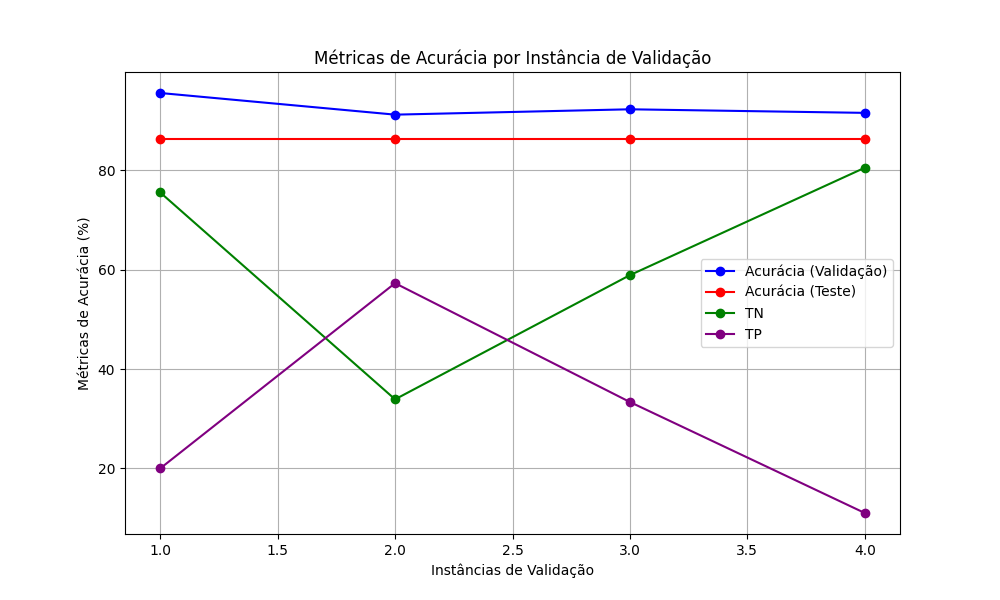 Métricas de Acurácia por Instância de Validação
Métricas de Acurácia (%)
80
60
40
20
Acurácia (Validação)
Acurácia (Teste)
TN
TP
1.0 1.5 2.0 2.5 3.0 3.5 4.0
Instâncias de Validação